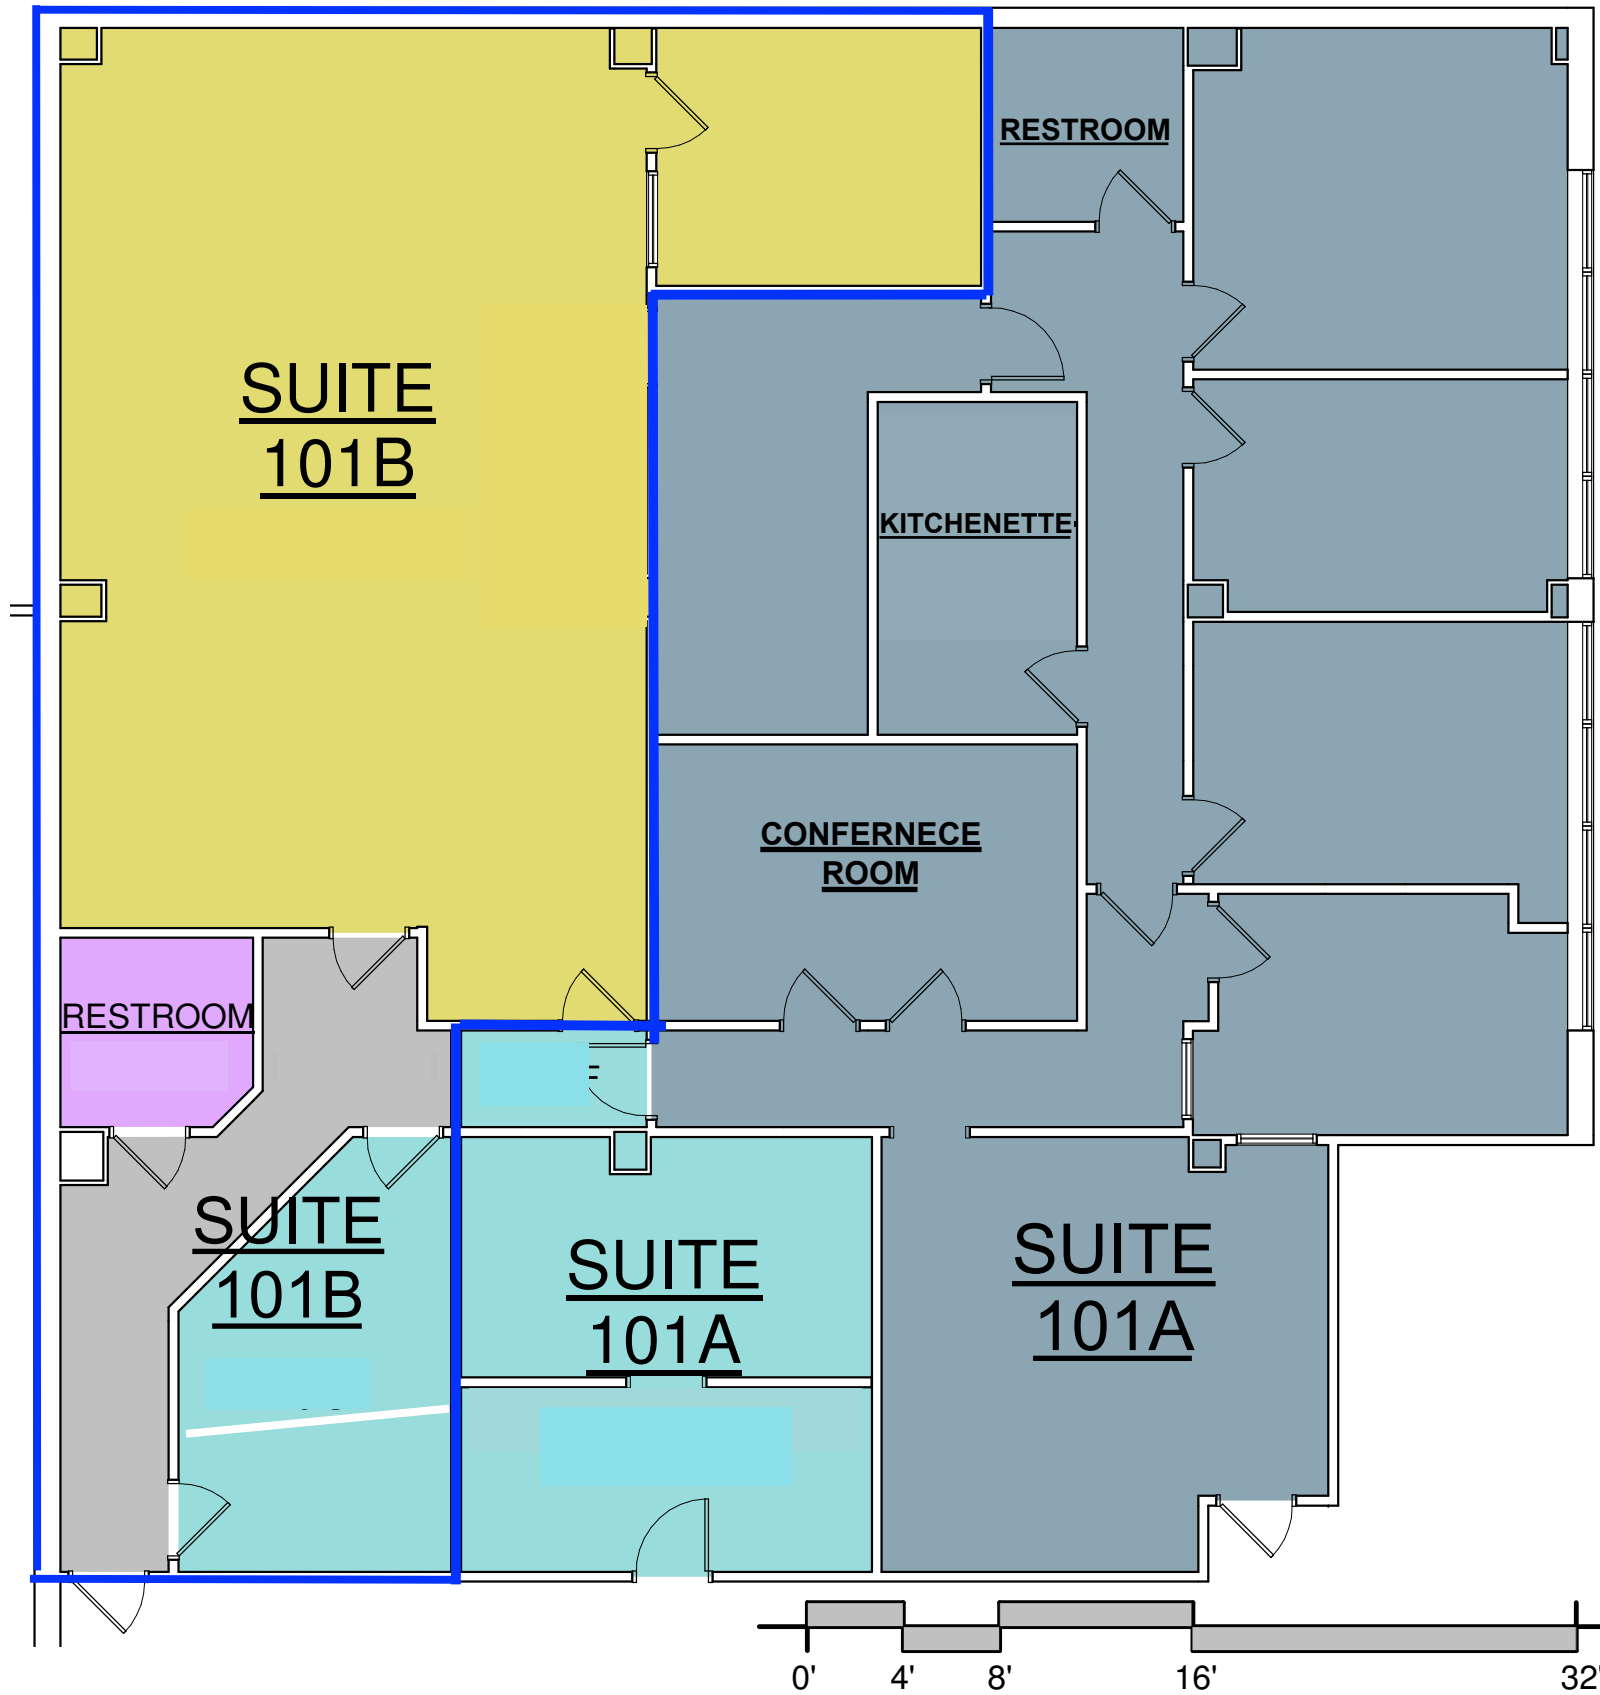 RESTROOM
SUITE
101B
KITCHENETTE
CONFERNECE
ROOM
RESTROOM
SUITE
101B
SUITE
101A
SUITE
101A
0' 4' 8' 16' 32'